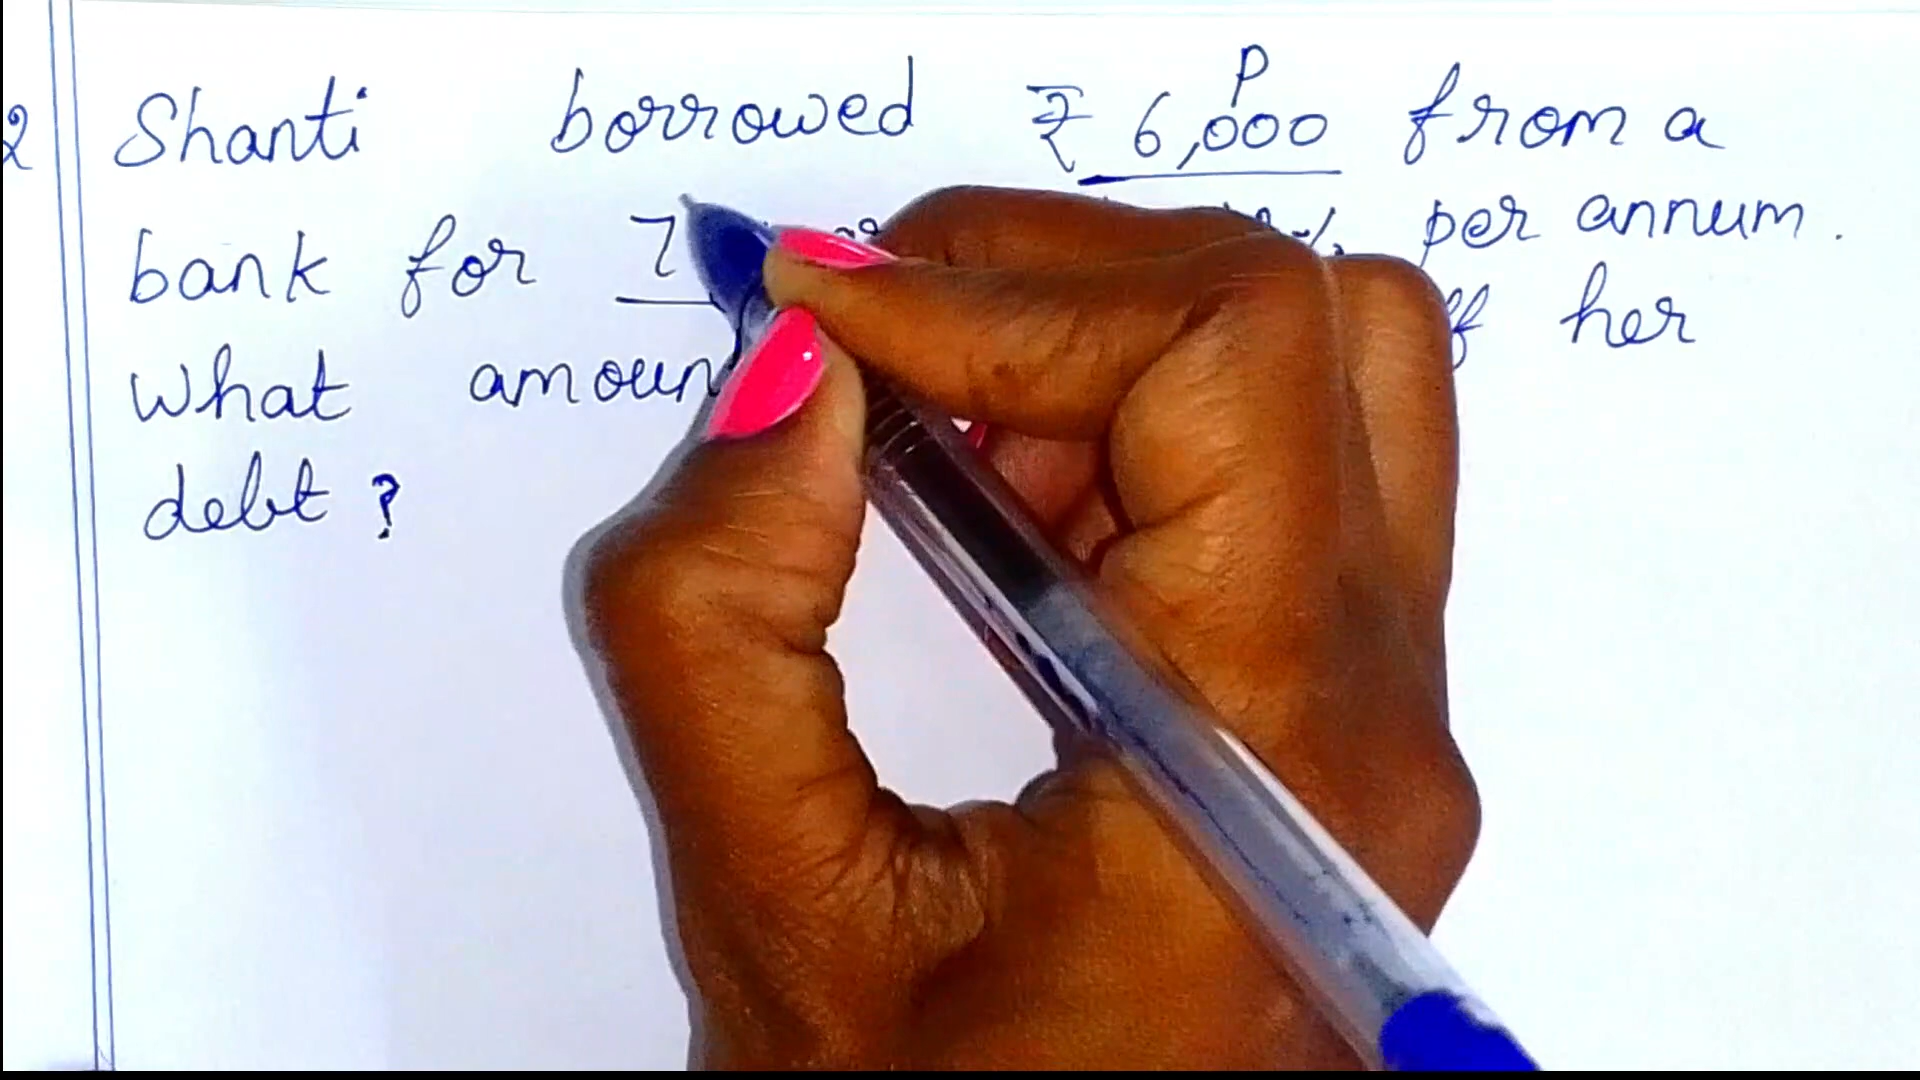 P
2 Shanti borrowed ₹ 6,000 from a
bank for 7 % per annum.
What amoun her
debt ?